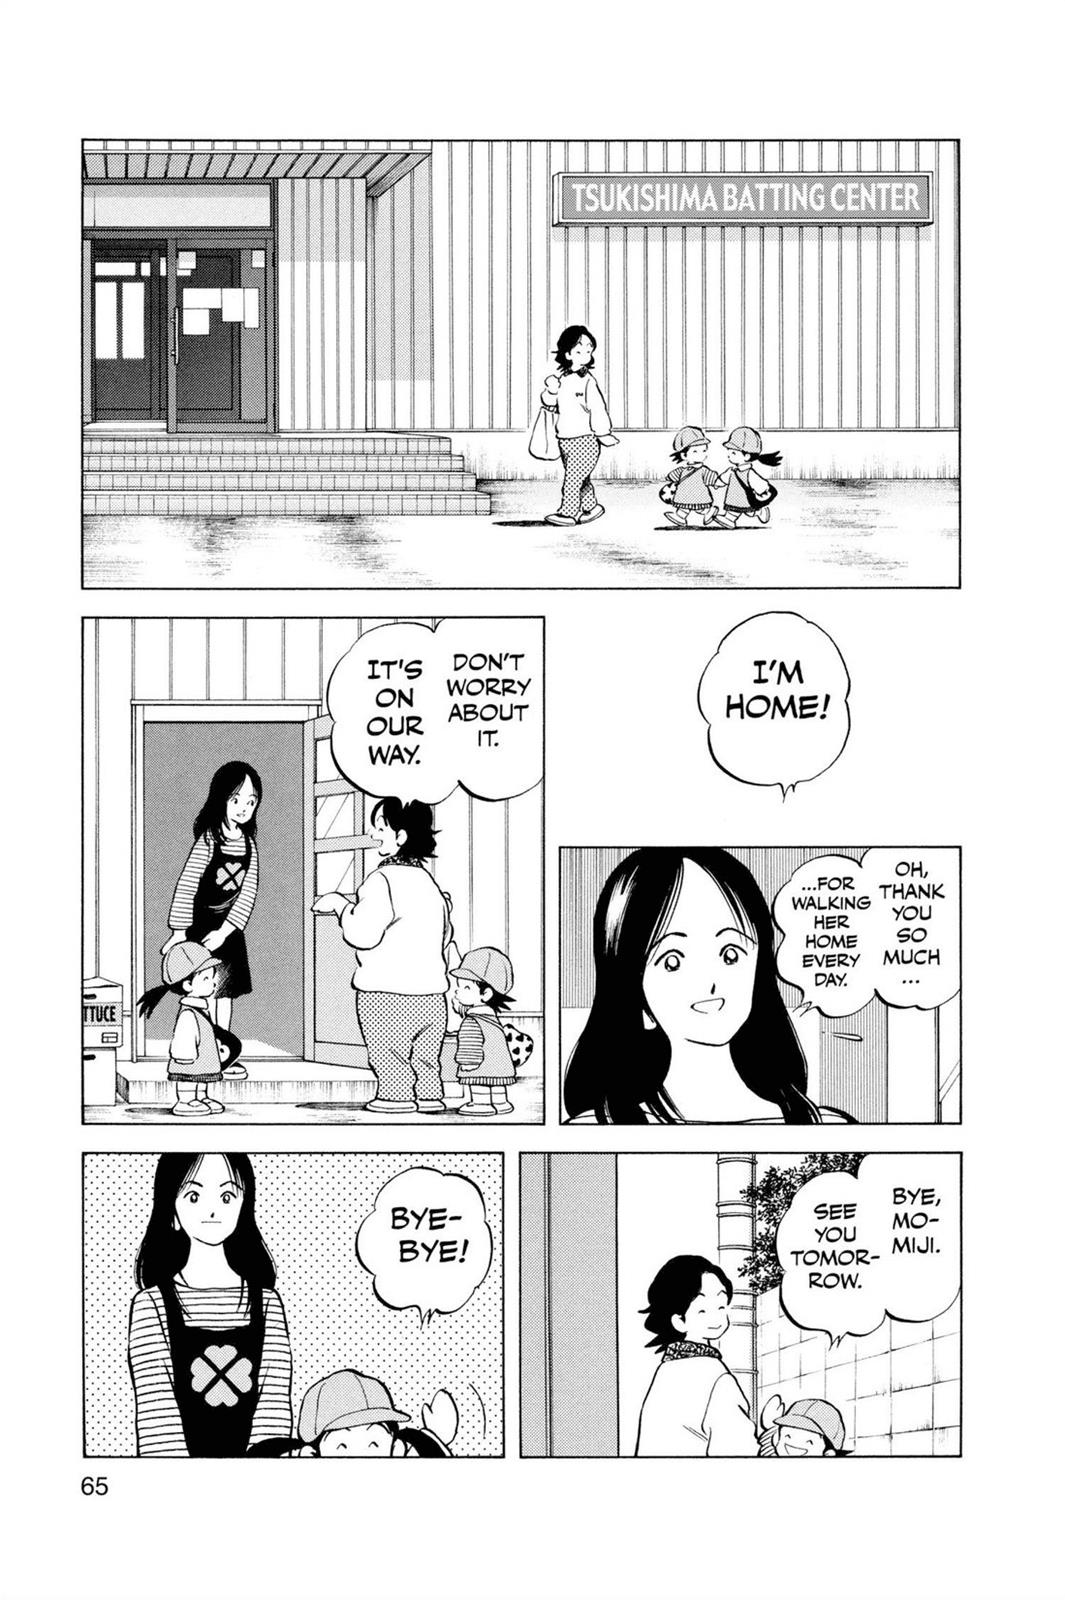 TSUKISHIMA BATTING CENTER
I'M
HOME!
OH,
THANK
YOU
SO
MUCH
...
...FOR
WALKING
HER
HOME
EVERY
DAY.
DON'T
WORRY
ABOUT
IT.
IT'S
ON
OUR
WAY.
TTUCE
BYE,
MO-
MIJI.
SEE
YOU
TOMOR-
ROW.
BYE-
BYE!
65